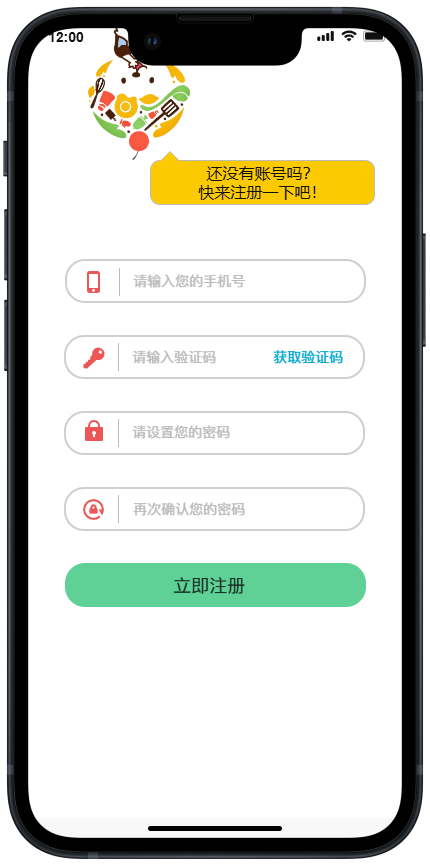 12:00
还没有账号吗？
快来注册一下吧！
请输入您的手机号
请输入验证码 获取验证码
请设置您的密码
再次确认您的密码
立即注册